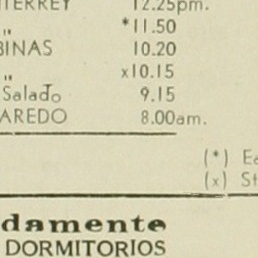 TERREY 12.25pm.
" *11.50
BINAS 10.20
" x10.15
Salado 9.15
AREDO 8.00am.
(*) Ea
(x) St
damente
DORMITORIOS